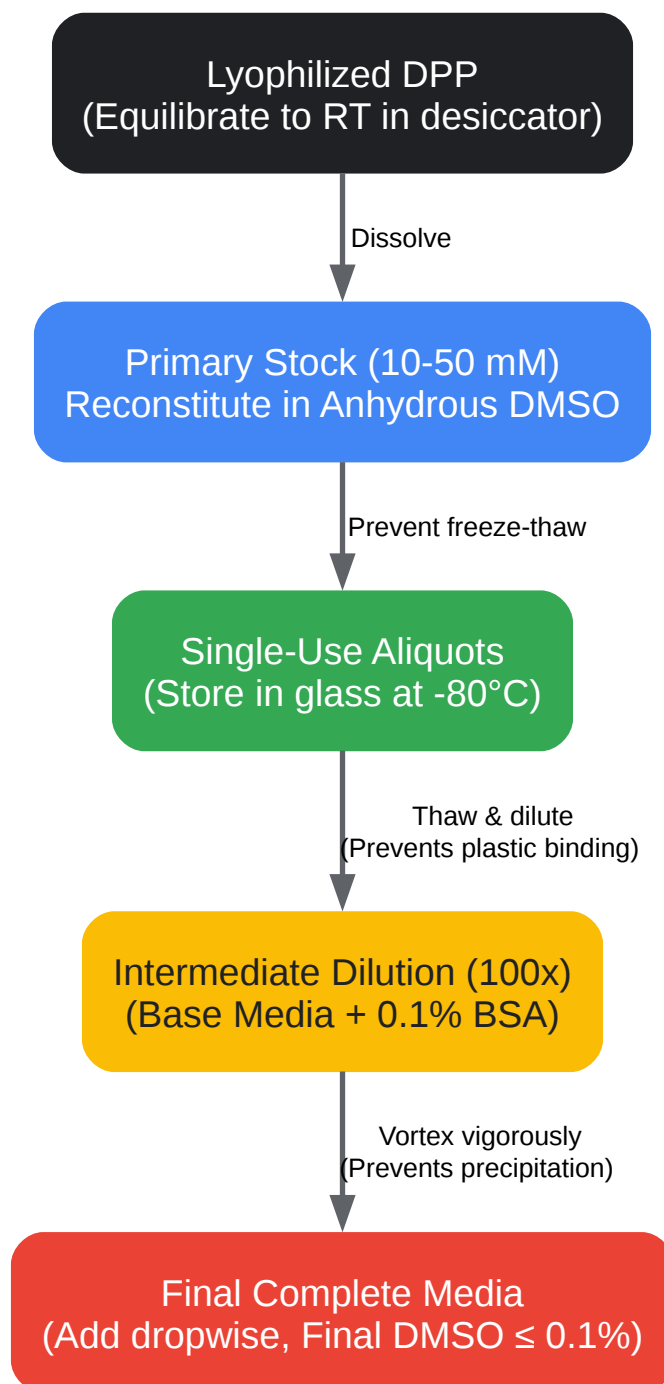 Lyophilized DPP
(Equilibrate to RT in desiccator)
Dissolve
Primary Stock (10-50 mM)
Reconstitute in Anhydrous DMSO
Prevent freeze-thaw
Single-Use Aliquots
(Store in glass at -80°C)
Thaw & dilute
(Prevents plastic binding)
Intermediate Dilution (100x)
(Base Media + 0.1% BSA)
Vortex vigorously
(Prevents precipitation)
Final Complete Media
(Add dropwise, Final DMSO ≤ 0.1%)